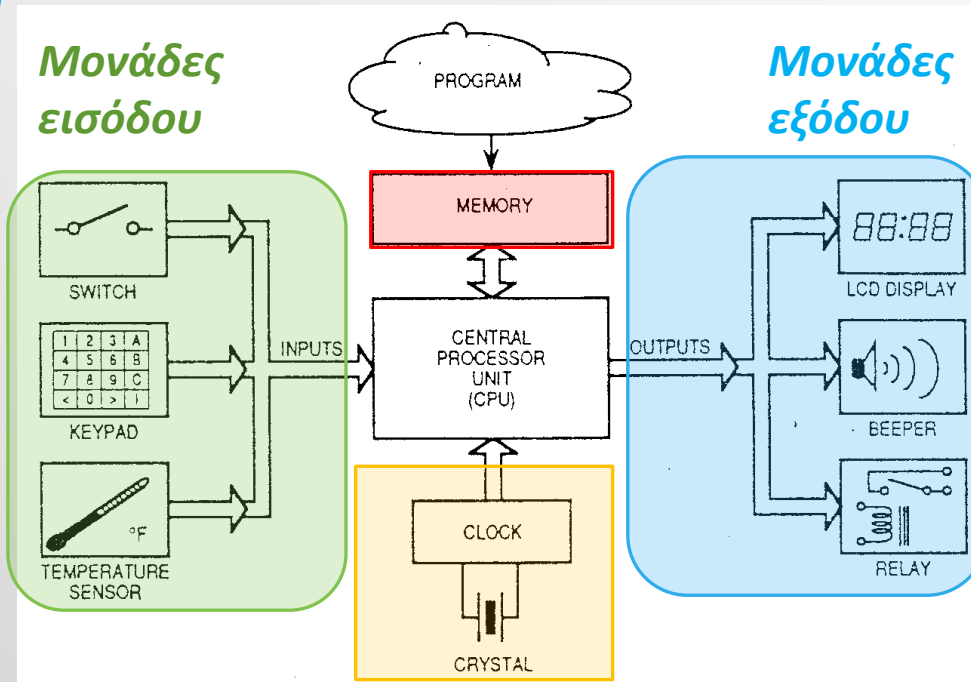 Μονάδες
εισόδου
PROGRAM
Μονάδες
εξόδου
MEMORY
SWITCH
1 2 3 A
4 5 6 B
7 8 9 C
< 0 > I
KEYPAD
°F
TEMPERATURE
SENSOR
INPUTS
CENTRAL
PROCESSOR
UNIT
(CPU)
CLOCK
CRYSTAL
OUTPUTS
88:88
LCD DISPLAY
BEEPER
RELAY